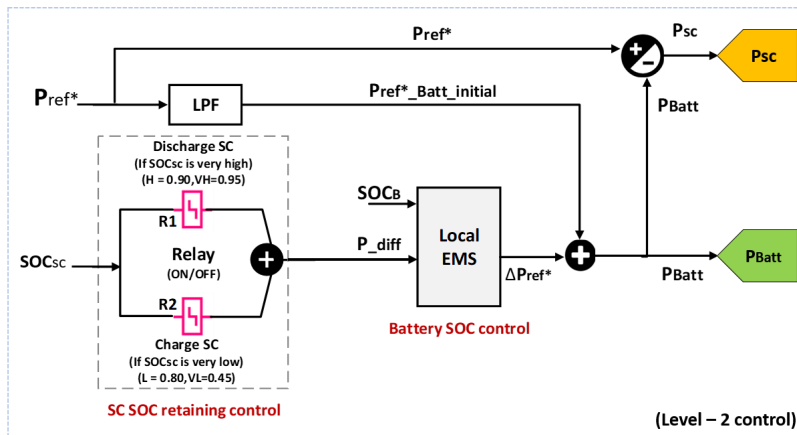 Pref*
Psc
Psc
Pref*
LPF
Pref*_Batt_initial
PBatt
Discharge SC
(If SOCsc is very high)
(H = 0.90,VH=0.95)
SOCB
R1
Local
EMS
SOCSC
Relay
(ON/OFF)
P_diff
ΔPref*
PBatt
PBatt
R2
Charge SC
(If SOCsc is very low)
(L = 0.80,VL=0.45)
Battery SOC control
SC SOC retaining control
(Level – 2 control)